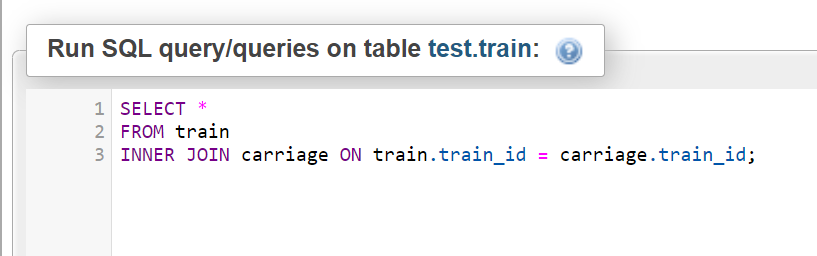 Run SQL query/queries on table test.train:
1 SELECT *
2 FROM train
3 INNER JOIN carriage ON train.train_id = carriage.train_id;